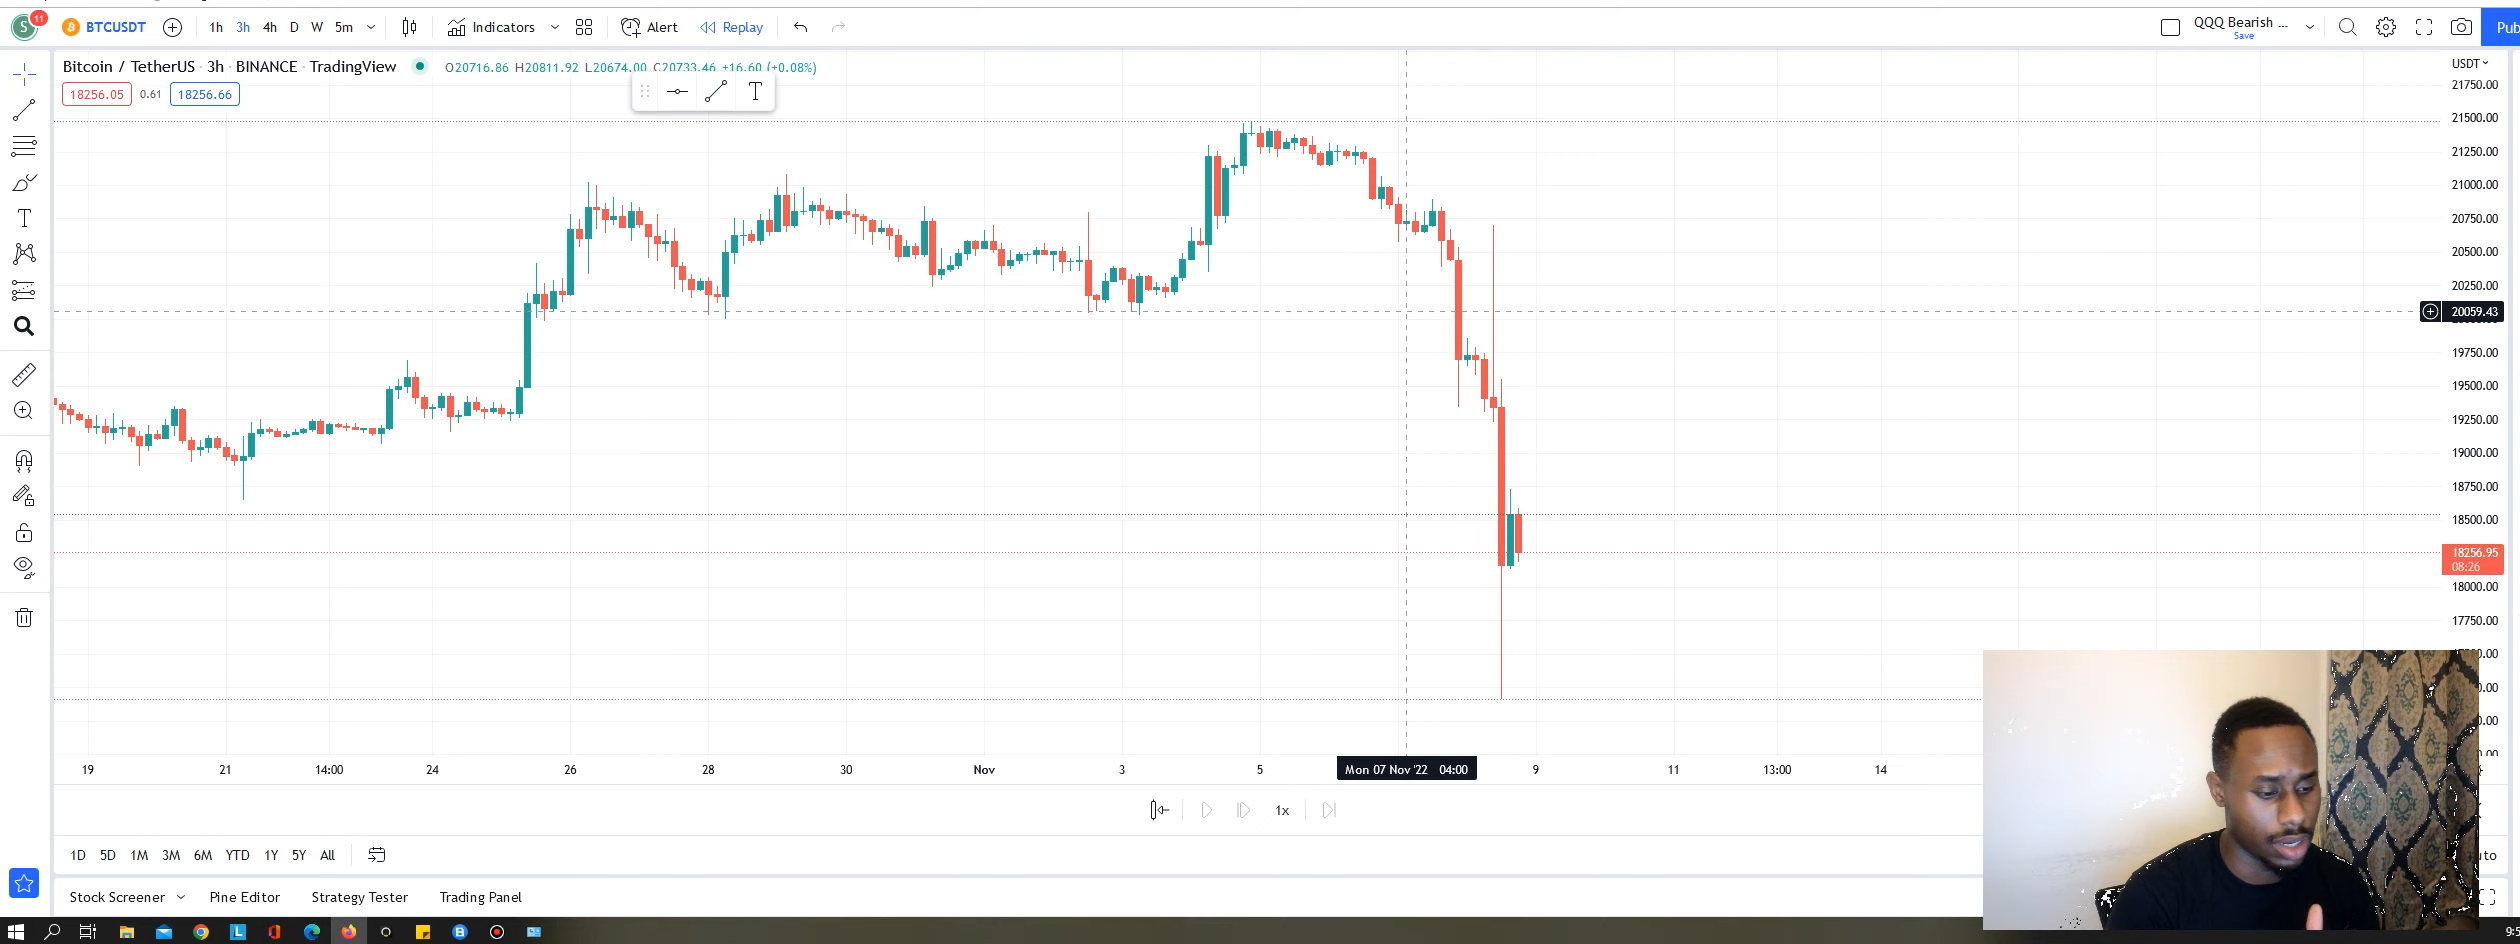 S 11 BTCUSDT 1h 3h 4h D W 5m Indicators Alert Replay QQQ Bearish ... Save Pub
Bitcoin / TetherUS · 3h · BINANCE · TradingView O20716.86 H20811.92 L20674.00 C20733.46 +16.60 (+0.08%) USDT
18256.05 0.61 18256.66
T
T
21750.00
21500.00
21250.00
21000.00
20750.00
20500.00
20250.00
20059.43
19750.00
19500.00
19250.00
19000.00
18750.00
18500.00
18256.95
08:26
18000.00
17750.00
19 21 14:00 24 26 28 30 Nov 3 5 Mon 07 Nov '22 04:00 9 11 13:00 14
1x
1D 5D 1M 3M 6M YTD 1Y 5Y All
Stock Screener Pine Editor Strategy Tester Trading Panel